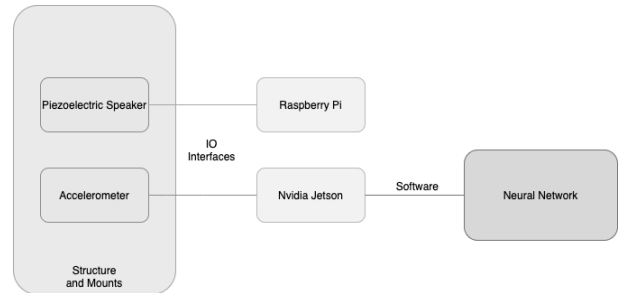 Piezoelectric Speaker
Raspberry Pi
IO
Interfaces
Accelerometer
Nvidia Jetson
Software
Neural Network
Structure
and Mounts